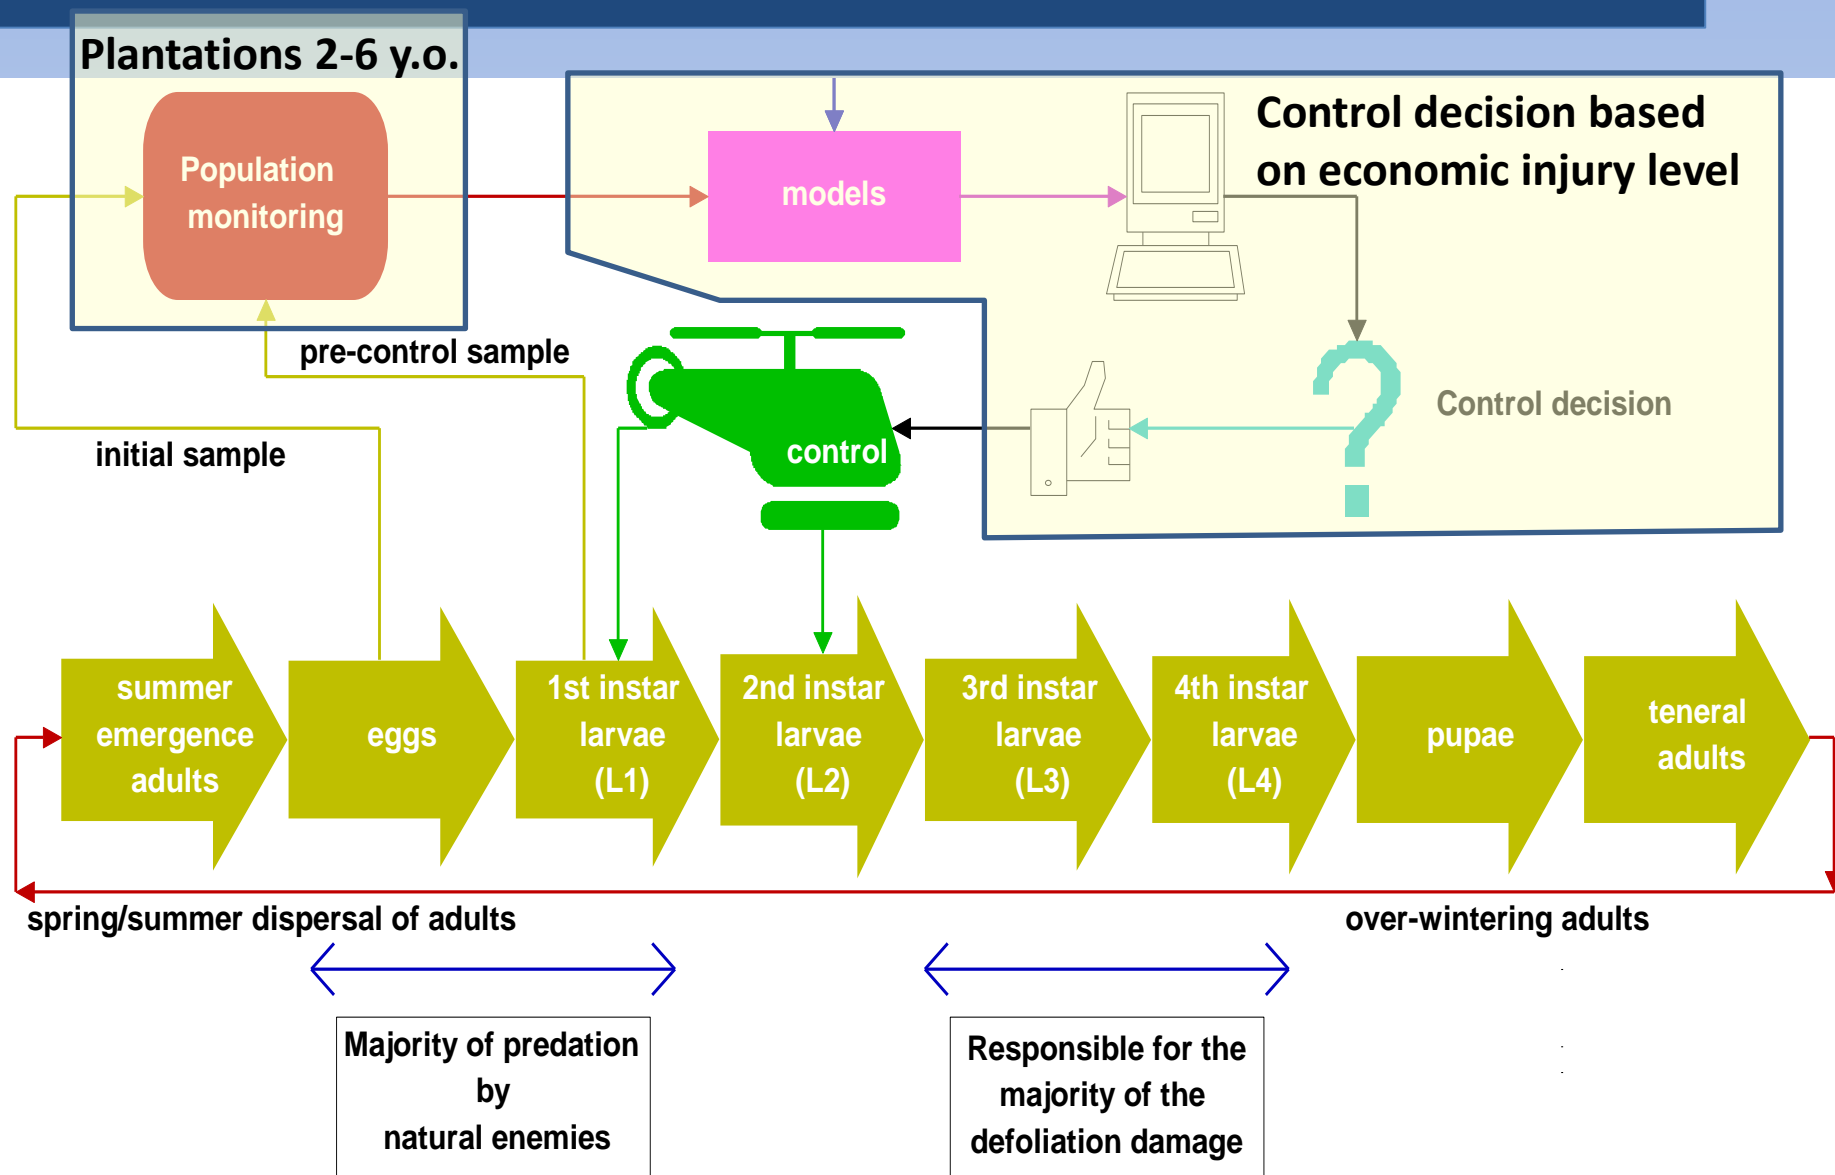 Plantations 2-6 y.o.
Population
monitoring
models
Control decision based
on economic injury level
pre-control sample
initial sample
control
Control decision
summer
emergence
adults
eggs
1st instar
larvae
(L1)
2nd instar
larvae
(L2)
3rd instar
larvae
(L3)
4th instar
larvae
(L4)
pupae
teneral
adults
spring/summer dispersal of adults
over-wintering adults
Majority of predation
by
natural enemies
Responsible for the
majority of the
defoliation damage